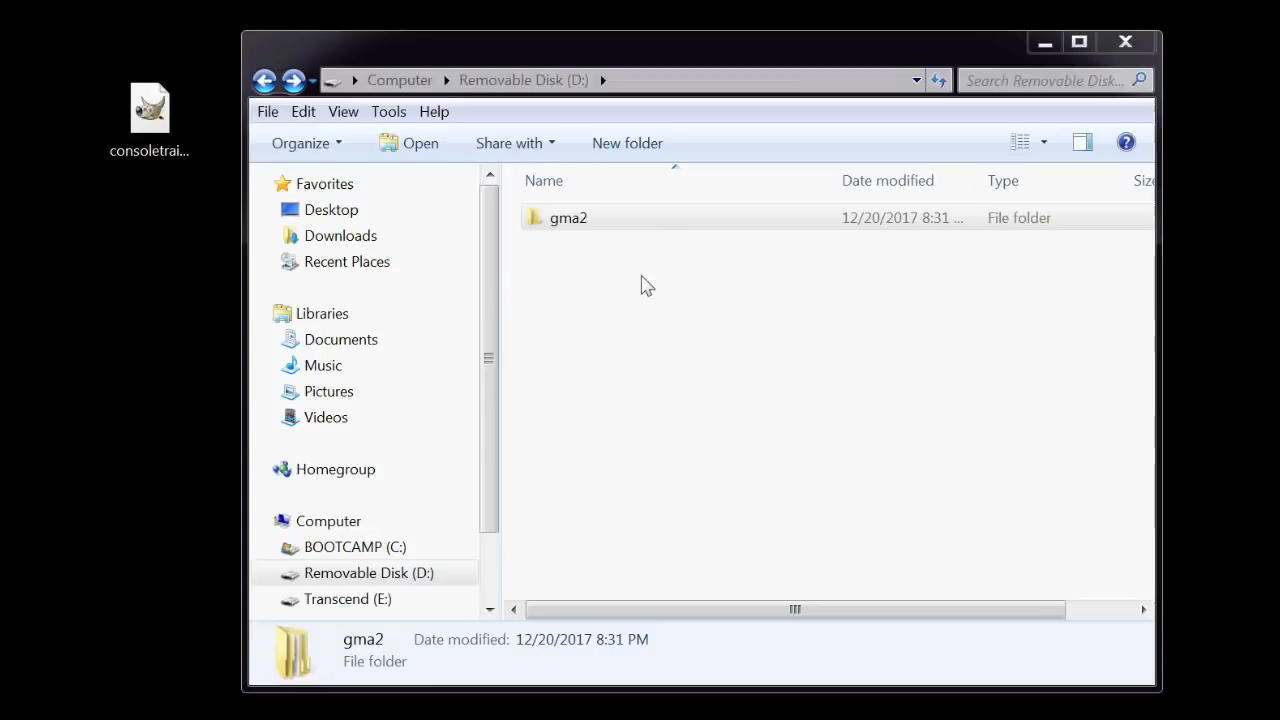 consoletrai...
Computer
Removable Disk (D:)
Search Removable Disk...
File Edit View Tools Help
Organize Open Share with New folder
Name Date modified Type Size
gma2 12/20/2017 8:31 ... File folder
Favorites
Desktop
Downloads
Recent Places
Libraries
Documents
Music
Pictures
Videos
Homegroup
Computer
BOOTCAMP (C:)
Removable Disk (D:)
Transcend (E:)
gma2 Date modified: 12/20/2017 8:31 PM
File folder